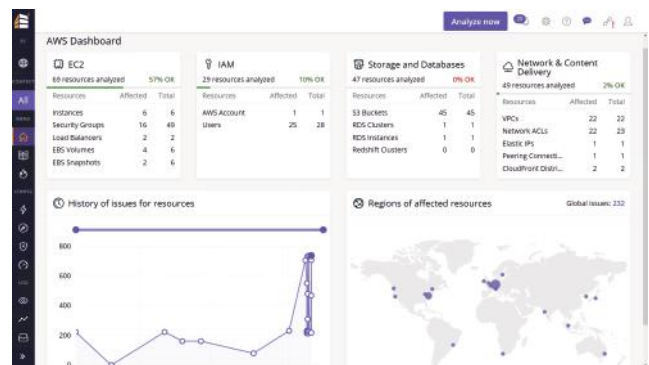 Analyze now
AWS Dashboard
EC2
69 resources analyzed 57% OK
Resources Affected Total
Instances 6 6
Security Groups 16 49
Load Balancers 2 2
EBS Volumes 4 6
EBS Snapshots 2 6
IAM
29 resources analyzed 10% OK
Resources Affected Total
AWS Account 1 1
Users 25 28
Storage and Databases
47 resources analyzed 0% OK
Resources Affected Total
S3 Buckets 45 45
RDS Clusters 1 1
RDS Instances 1 1
Redshift Clusters 0 0
Network & Content
Delivery
49 resources analyzed 2% OK
Resources Affected Total
VPCs 22 22
Network ACLs 22 23
Elastic IPs 1 1
Peering Connecti... 1 1
CloudFront Distri... 2 2
All
History of issues for resources
800
600
400
200
0
Regions of affected resources
Global issues: 232